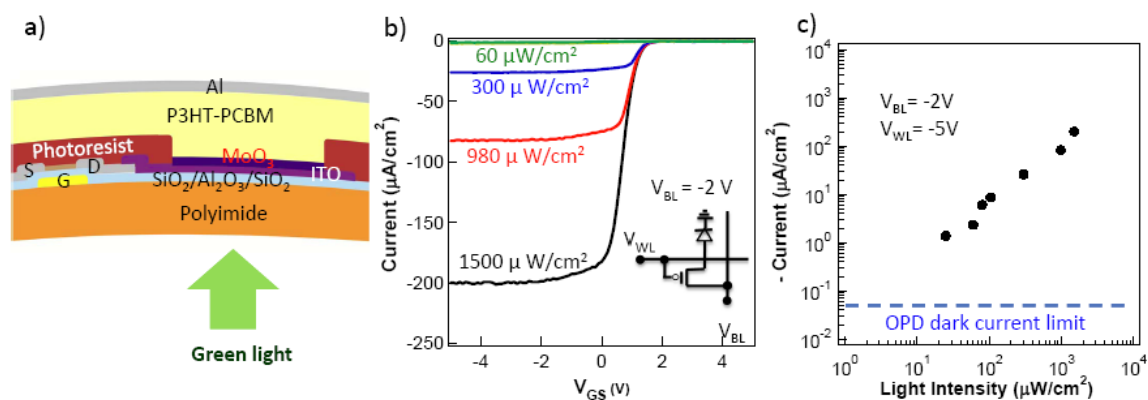 a)
Al
P3HT-PCBM
Photoresist
MoO3
S
D
G
SiO2/Al2O3/SiO2
ITO
Polyimide
Green light
b)
Current (µA/cm²)
0
-50
-100
-150
-200
-250
60 µW/cm²
300 µ W/cm²
980 µ W/cm²
1500 µ W/cm²
VBL = -2 V
VWL
VBL
-4
-2
0
2
4
VGS (V)
c)
- Current (µA/cm²)
10⁴
10³
10²
10¹
10⁰
10⁻¹
10⁻²
VBL= -2V
VWL= -5V
OPD dark current limit
10⁰
10¹
10²
10³
10⁴
Light Intensity (µW/cm²)